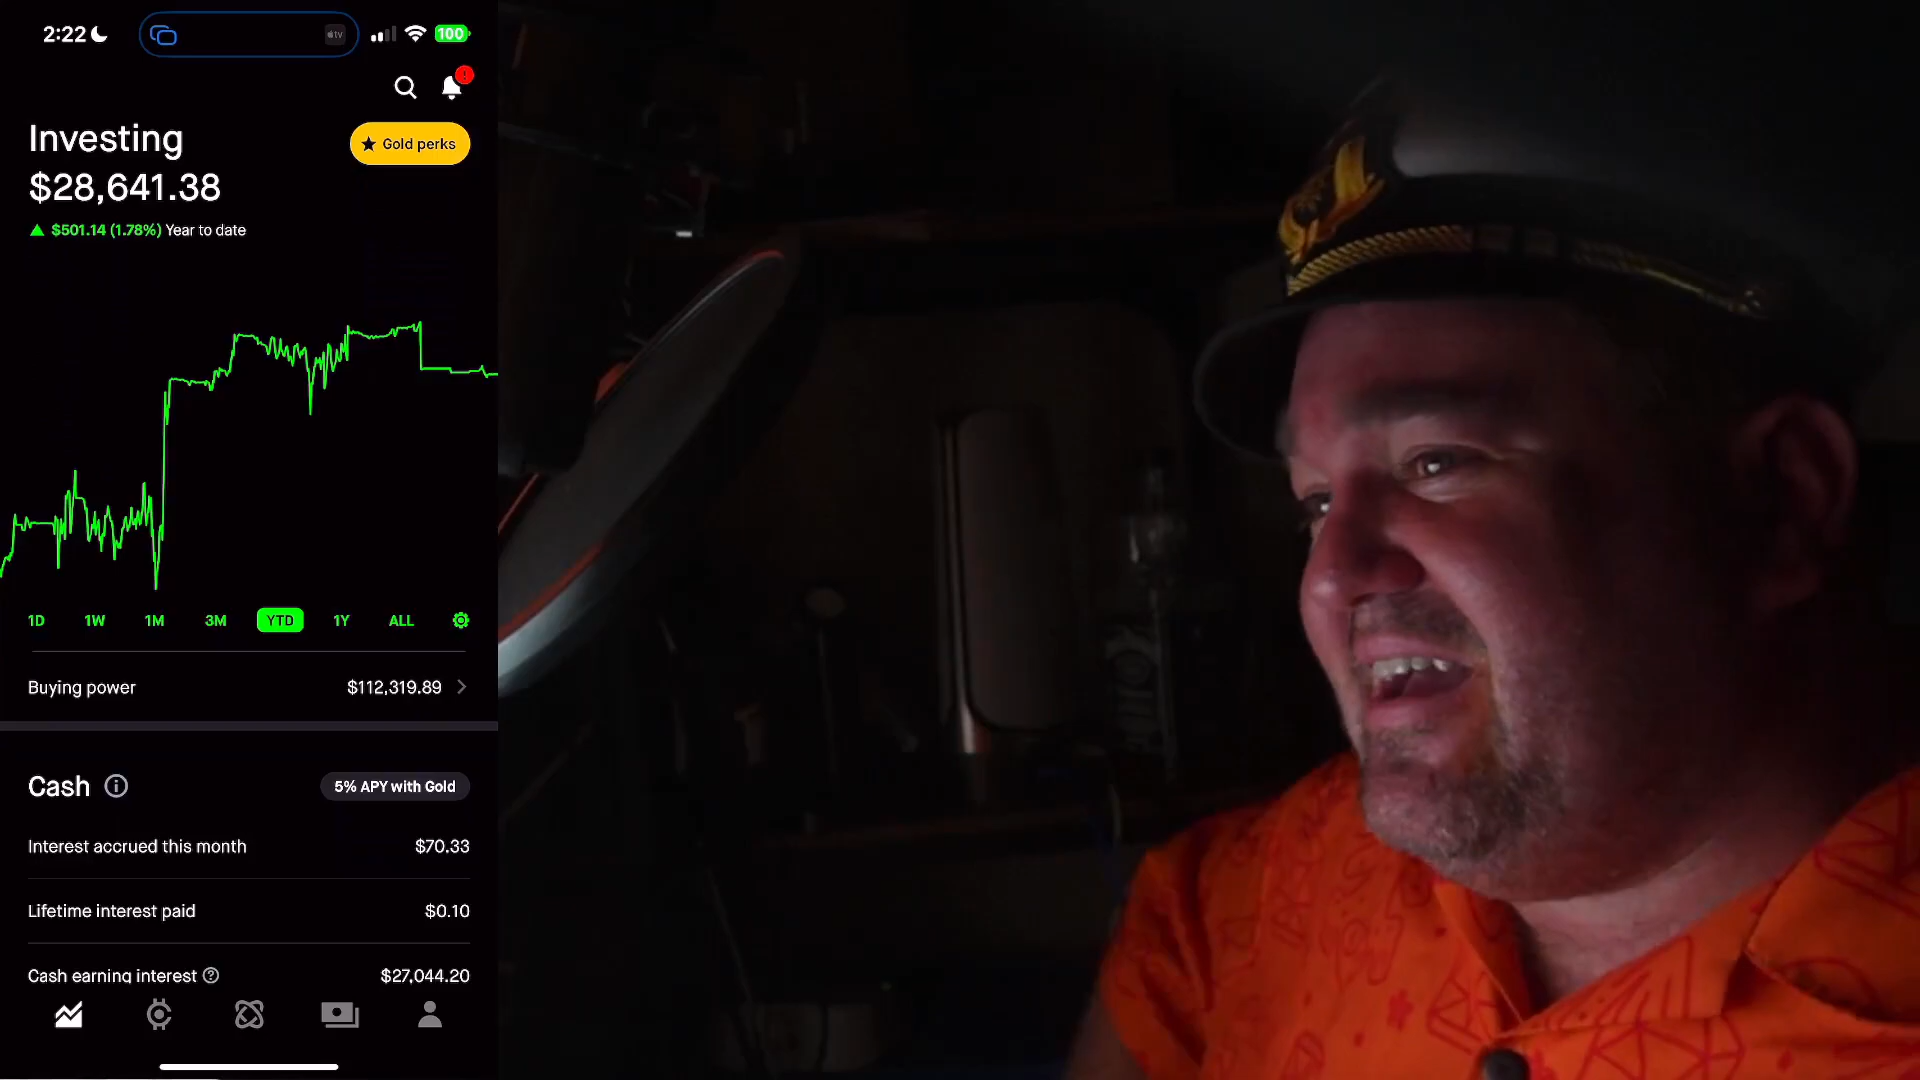 2:22
tv
100
Investing
$28,641.38
Gold perks
$501.14 (1.78%) Year to date
1D 1W 1M 3M YTD 1Y ALL
Buying power $112,319.89
Cash 5% APY with Gold
Interest accrued this month $70.33
Lifetime interest paid $0.10
Cash earning interest $27,044.20